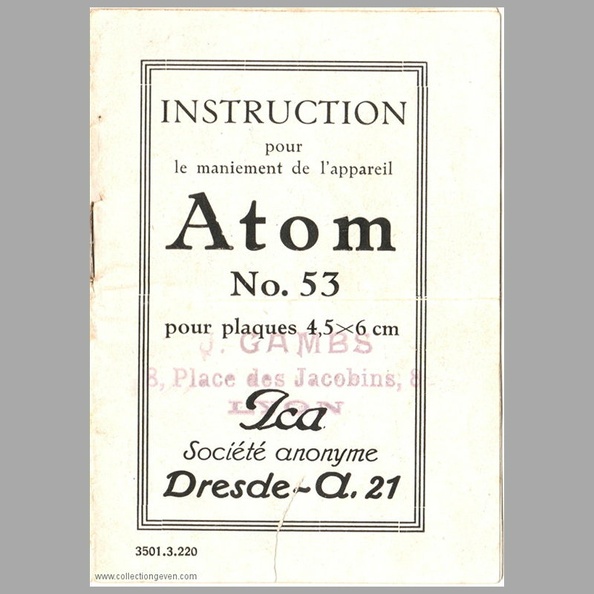 INSTRUCTION
pour
le maniement de l'appareil
Atom
No. 53
pour plaques 4,5×6 cm
J. GAMBS
8, Place des Jacobins, 8
LYON
Ica
Société anonyme
Dresde-A. 21
3501.3.220
www.collectiongeven.com